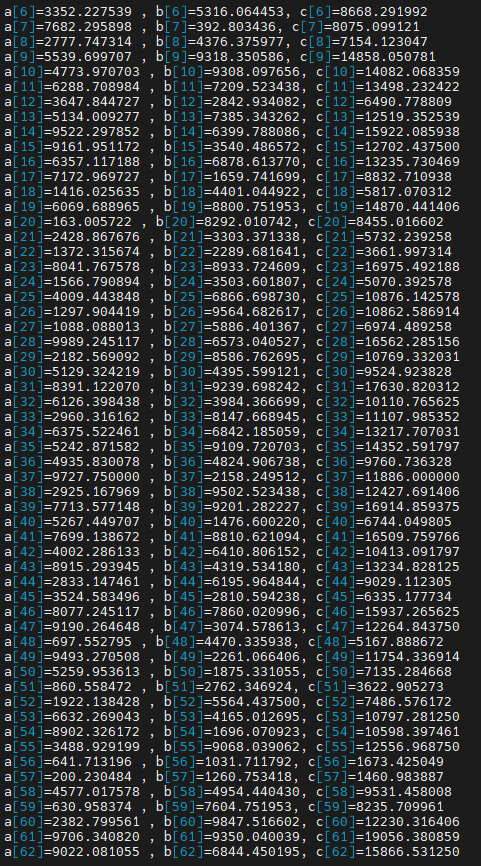 a[6]=3352.227539 , b[6]=5316.064453, c[6]=8668.291992
a[7]=7682.295898 , b[7]=392.803436, c[7]=8075.099121
a[8]=2777.747314 , b[8]=4376.375977, c[8]=7154.123047
a[9]=5539.699707 , b[9]=9318.350586, c[9]=14858.050781
a[10]=4773.970703 , b[10]=9308.097656, c[10]=14082.068359
a[11]=6288.708984 , b[11]=7209.523438, c[11]=13498.232422
a[12]=3647.844727 , b[12]=2842.934082, c[12]=6490.778809
a[13]=5134.009277 , b[13]=7385.343262, c[13]=12519.352539
a[14]=9522.297852 , b[14]=6399.788086, c[14]=15922.085938
a[15]=9161.951172 , b[15]=3540.486572, c[15]=12702.437500
a[16]=6357.117188 , b[16]=6878.613770, c[16]=13235.730469
a[17]=7172.969727 , b[17]=1659.741699, c[17]=8832.710938
a[18]=1416.025635 , b[18]=4401.044922, c[18]=5817.070312
a[19]=6069.688965 , b[19]=8800.751953, c[19]=14870.441406
a[20]=163.005722 , b[20]=8292.010742, c[20]=8455.016602
a[21]=2428.867676 , b[21]=3303.371338, c[21]=5732.239258
a[22]=1372.315674 , b[22]=2289.681641, c[22]=3661.997314
a[23]=8041.767578 , b[23]=8933.724609, c[23]=16975.492188
a[24]=1566.790894 , b[24]=3503.601807, c[24]=5070.392578
a[25]=4009.443848 , b[25]=6866.698730, c[25]=10876.142578
a[26]=1297.904419 , b[26]=9564.682617, c[26]=10862.586914
a[27]=1088.088013 , b[27]=5886.401367, c[27]=6974.489258
a[28]=9989.245117 , b[28]=6573.040527, c[28]=16562.285156
a[29]=2182.569092 , b[29]=8586.762695, c[29]=10769.332031
a[30]=5129.324219 , b[30]=4395.599121, c[30]=9524.923828
a[31]=8391.122070 , b[31]=9239.698242, c[31]=17630.820312
a[32]=6126.398438 , b[32]=3984.366699, c[32]=10110.765625
a[33]=2960.316162 , b[33]=8147.668945, c[33]=11107.985352
a[34]=6375.522461 , b[34]=6842.185059, c[34]=13217.707031
a[35]=5242.871582 , b[35]=9109.720703, c[35]=14352.591797
a[36]=4935.830078 , b[36]=4824.906738, c[36]=9760.736328
a[37]=9727.750000 , b[37]=2158.249512, c[37]=11886.000000
a[38]=2925.167969 , b[38]=9502.523438, c[38]=12427.691406
a[39]=7713.577148 , b[39]=9201.282227, c[39]=16914.859375
a[40]=5267.449707 , b[40]=1476.600220, c[40]=6744.049805
a[41]=7699.138672 , b[41]=8810.621094, c[41]=16509.759766
a[42]=4002.286133 , b[42]=6410.806152, c[42]=10413.091797
a[43]=8915.293945 , b[43]=4319.534180, c[43]=13234.828125
a[44]=2833.147461 , b[44]=6195.964844, c[44]=9029.112305
a[45]=3524.583496 , b[45]=2810.594238, c[45]=6335.177734
a[46]=8077.245117 , b[46]=7860.020996, c[46]=15937.265625
a[47]=9190.264648 , b[47]=3074.578613, c[47]=12264.843750
a[48]=697.552795 , b[48]=4470.335938, c[48]=5167.888672
a[49]=9493.270508 , b[49]=2261.066406, c[49]=11754.336914
a[50]=5259.953613 , b[50]=1875.331055, c[50]=7135.284668
a[51]=860.558472 , b[51]=2762.346924, c[51]=3622.905273
a[52]=1922.138428 , b[52]=5564.437500, c[52]=7486.576172
a[53]=6632.269043 , b[53]=4165.012695, c[53]=10797.281250
a[54]=8902.326172 , b[54]=1696.070923, c[54]=10598.397461
a[55]=3488.929199 , b[55]=9068.039062, c[55]=12556.968750
a[56]=641.713196 , b[56]=1031.711792, c[56]=1673.425049
a[57]=200.230484 , b[57]=1260.753418, c[57]=1460.983887
a[58]=4577.017578 , b[58]=4954.440430, c[58]=9531.458008
a[59]=630.958374 , b[59]=7604.751953, c[59]=8235.709961
a[60]=2382.799561 , b[60]=9847.516602, c[60]=12230.316406
a[61]=9706.340820 , b[61]=9350.040039, c[61]=19056.380859
a[62]=9022.081055 , b[62]=6844.450195, c[62]=15866.531250